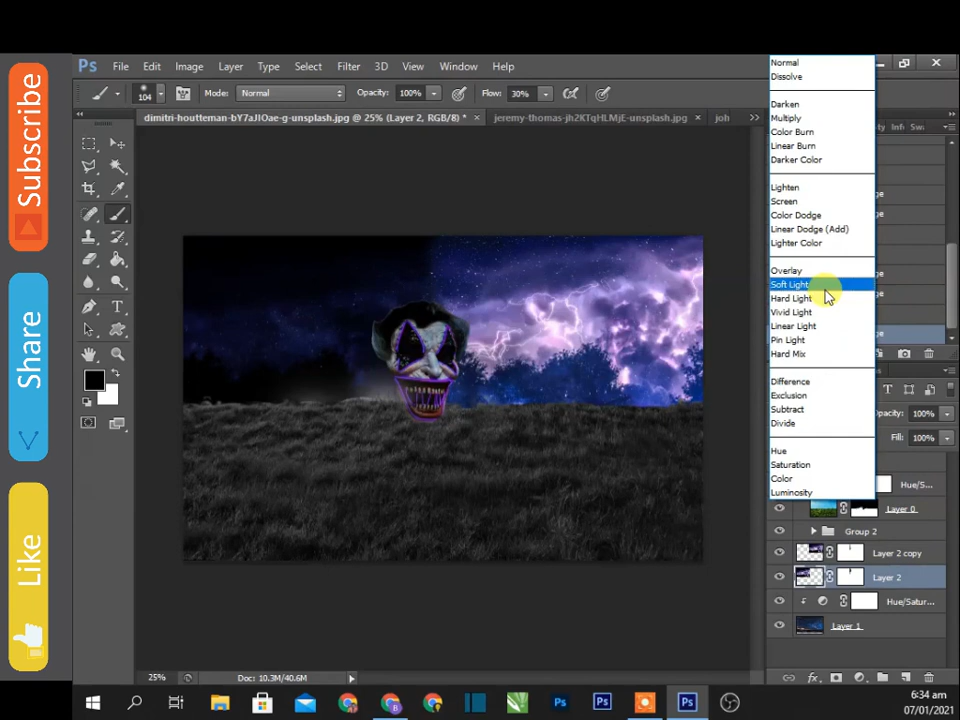 Subscribe
Share
Like
Ps File Edit Image Layer Type Select Filter 3D View Window Help
104 Mode: Normal Opacity: 100% Flow: 30%
dimitri-houtteman-bY7aJIOae-g-unsplash.jpg @ 25% (Layer 2, RGB/8) * × jeremy-thomas-jh2KTqHLMjE-unsplash.jpg × joh
Normal
Dissolve
Darken
Multiply
Color Burn
Linear Burn
Darker Color
Lighten
Screen
Color Dodge
Linear Dodge (Add)
Lighter Color
Overlay
Soft Light
Hard Light
Vivid Light
Linear Light
Pin Light
Hard Mix
Difference
Exclusion
Subtract
Divide
Hue
Saturation
Color
Luminosity
Info
Opacity: 100%
Fill: 100%
Hue/S...
Layer 0
Group 2
Layer 2 copy
Layer 2
Hue/Satur...
Layer 1
25% Doc: 10.3M/40.6M
6:34 am
07/01/2021